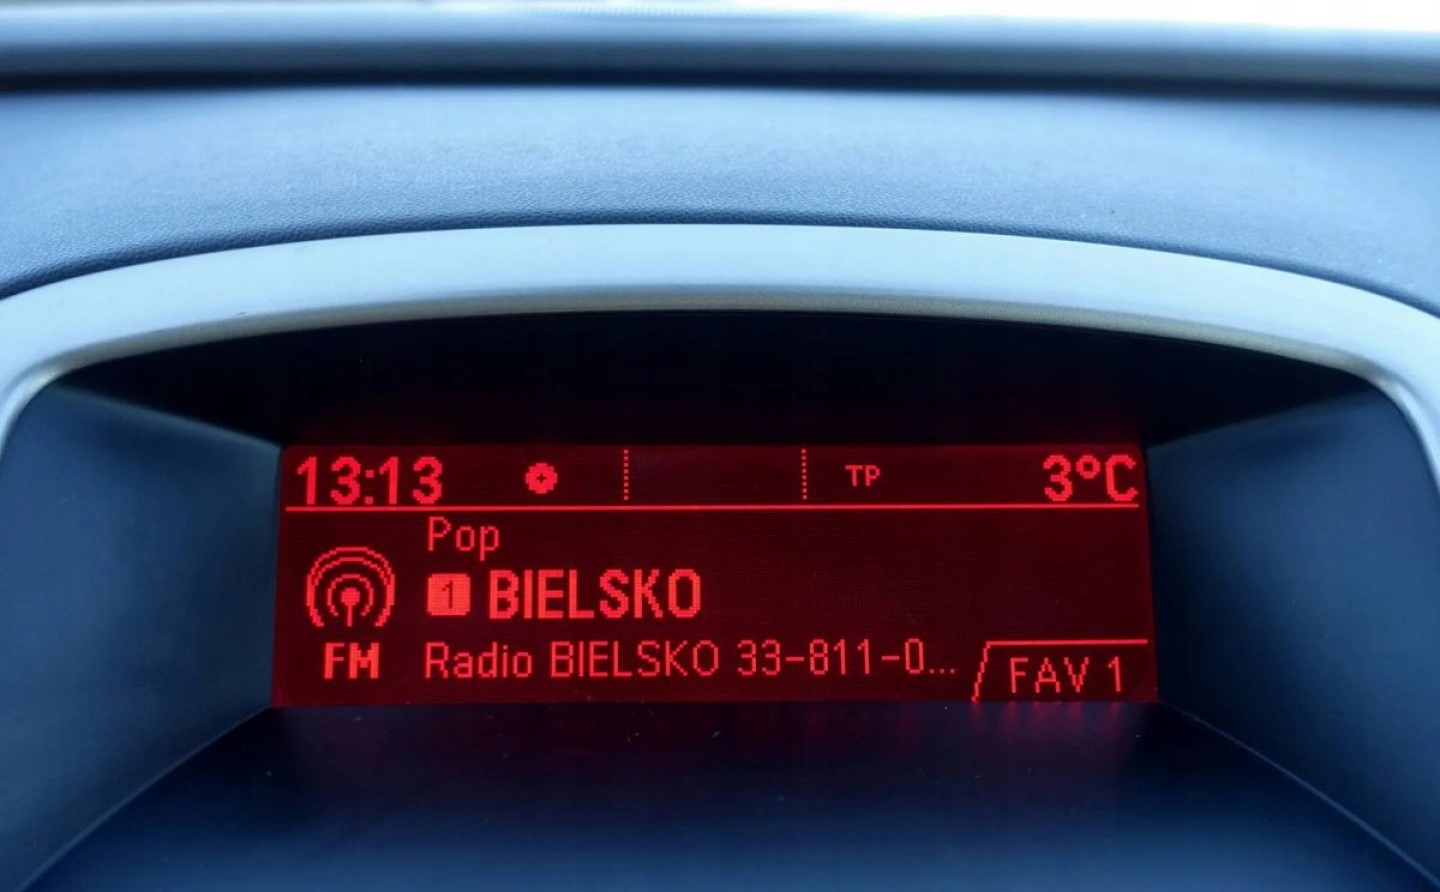 13:13 TP 3°C
Pop
1 BIELSKO
FM Radio BIELSKO 33-811-0...
FAV 1